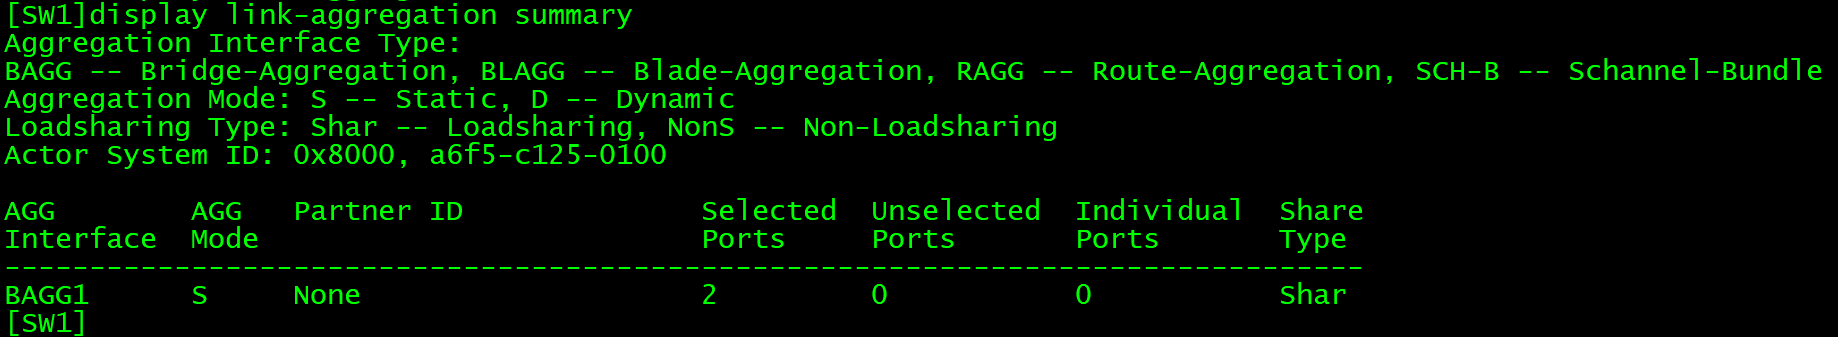 [SW1]display link-aggregation summary
Aggregation Interface Type:
BAGG -- Bridge-Aggregation, BLAGG -- Blade-Aggregation, RAGG -- Route-Aggregation, SCH-B -- Schannel-Bundle
Aggregation Mode: S -- Static, D -- Dynamic
Loadsharing Type: Shar -- Loadsharing, NonS -- Non-Loadsharing
Actor System ID: 0x8000, a6f5-c125-0100

AGG        AGG   Partner ID              Selected  Unselected  Individual  Share
Interface  Mode                          Ports     Ports       Ports       Type
--------------------------------------------------------------------------------
BAGG1      S     None                    2         0           0           Shar
[SW1]